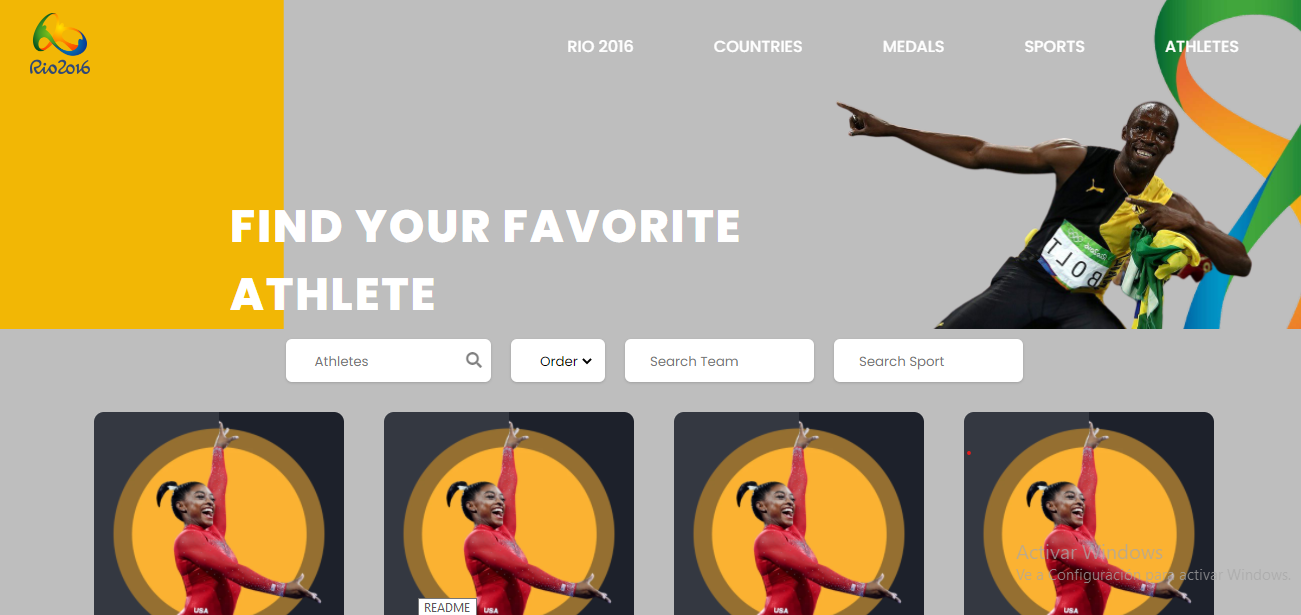 Rio2016
RIO 2016 COUNTRIES MEDALS SPORTS ATHLETES
FIND YOUR FAVORITE
ATHLETE
BOLT
Athletes Order Search Team Search Sport
Activar Windows
Ve a Configuración para activar Windows.
USA USA USA USA
README